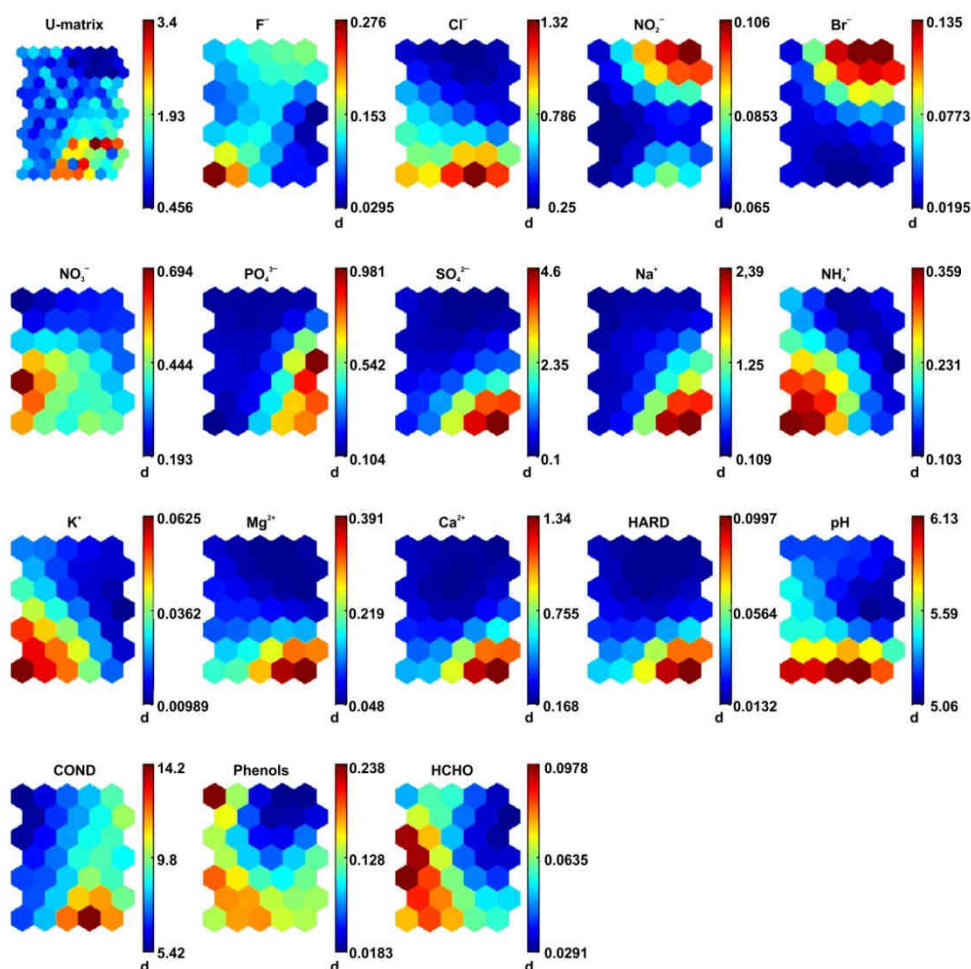 U-matrix
3.4
1.93
0.456
F⁻
0.276
0.153
0.0295
d
Cl⁻
1.32
0.786
0.25
d
NO₂⁻
0.106
0.0853
0.065
d
Br⁻
0.135
0.0773
0.0195
d
NO₃⁻
0.694
0.444
0.193
d
PO₄³⁻
0.981
0.542
0.104
d
SO₄²⁻
4.6
2.35
0.1
d
Na⁺
2,39
1.25
0.109
d
NH₄⁺
0.359
0.231
0.103
d
K⁺
0.0625
0.0362
0.00989
d
Mg²⁺
0.391
0.219
0.048
d
Ca²⁺
1.34
0.755
0.168
d
HARD
0.0997
0.0564
0.0132
d
pH
6.13
5.59
5.06
d
COND
14.2
9.8
5.42
d
Phenols
0.238
0.128
0.0183
d
HCHO
0.0978
0.0635
0.0291
d